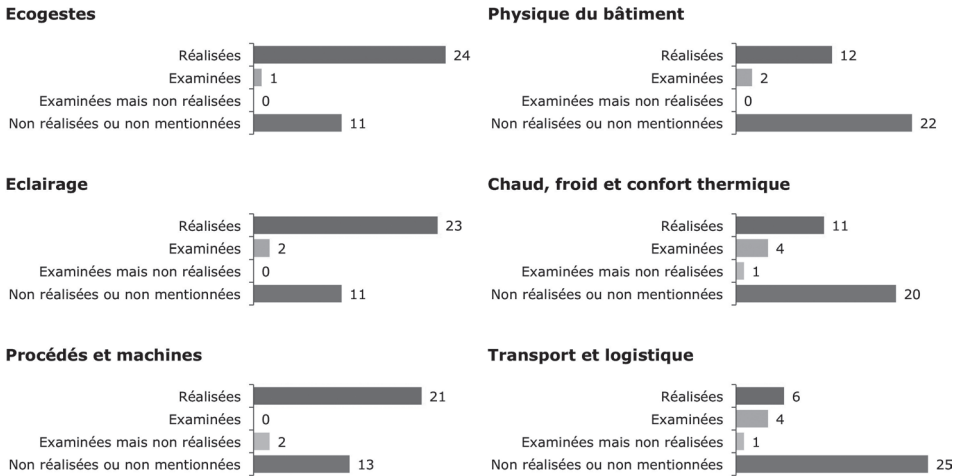 Ecogestes
Réalisées 24
Examinées 1
Examinées mais non réalisées 0
Non réalisées ou non mentionnées 11
Physique du bâtiment
Réalisées 12
Examinées 2
Examinées mais non réalisées 0
Non réalisées ou non mentionnées 22
Eclairage
Réalisées 23
Examinées 2
Examinées mais non réalisées 0
Non réalisées ou non mentionnées 11
Chaud, froid et confort thermique
Réalisées 11
Examinées 4
Examinées mais non réalisées 1
Non réalisées ou non mentionnées 20
Procédés et machines
Réalisées 21
Examinées 0
Examinées mais non réalisées 2
Non réalisées ou non mentionnées 13
Transport et logistique
Réalisées 6
Examinées 4
Examinées mais non réalisées 1
Non réalisées ou non mentionnées 25